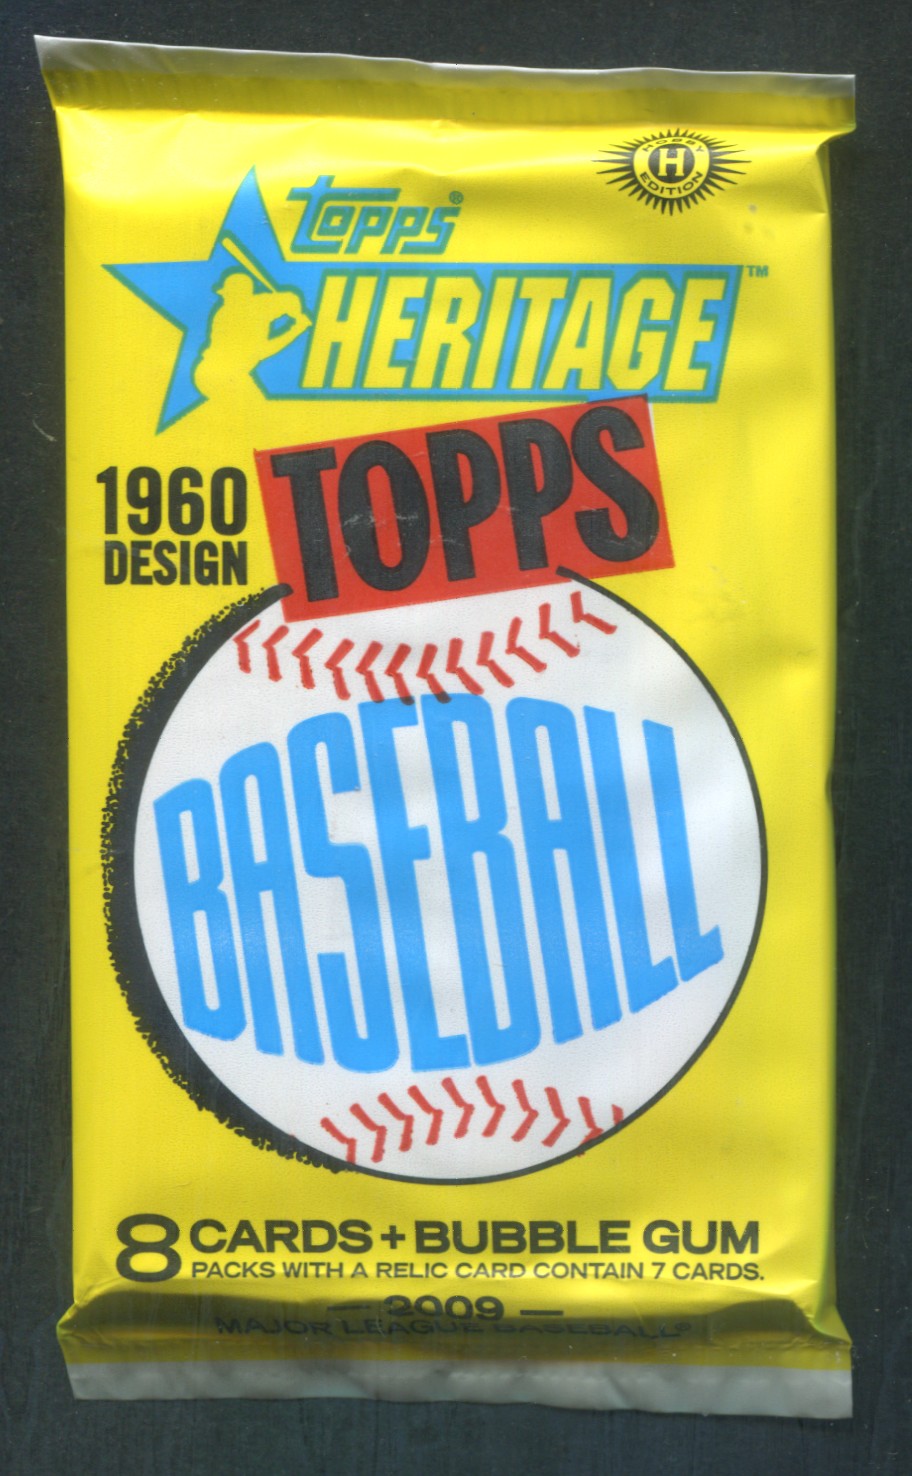 HOBBY
H
EDITION
topps®
HERITAGE™
1960
DESIGN
TOPPS
BASEBALL
8 CARDS + BUBBLE GUM
PACKS WITH A RELIC CARD CONTAIN 7 CARDS.
— 2009 —
MAJOR LEAGUE BASEBALL®